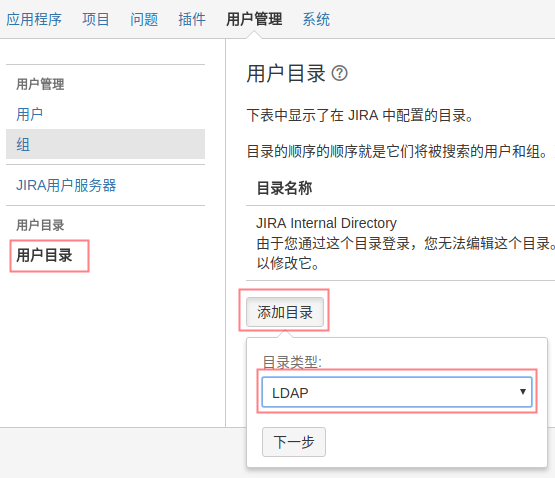 应用程序 项目 问题 插件 用户管理 系统
用户管理
用户
组
JIRA用户服务器
用户目录
用户目录
用户目录
下表中显示了在 JIRA 中配置的目录。
目录的顺序的顺序就是它们将被搜索的用户和组。
目录名称
JIRA Internal Directory
由于您通过这个目录登录，您无法编辑这个目录。
以修改它。
添加目录
目录类型:
LDAP
下一步